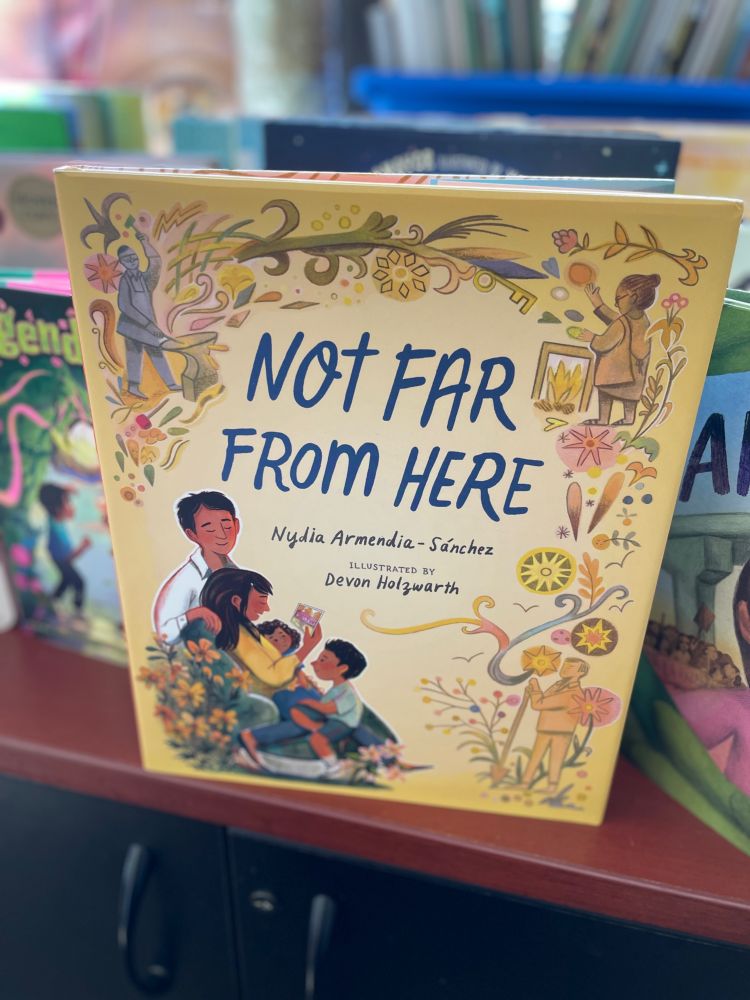 NOT FAR
FROM HERE
Nydia Armendia-Sánchez
ILLUSTRATED BY
Devon Holzwarth